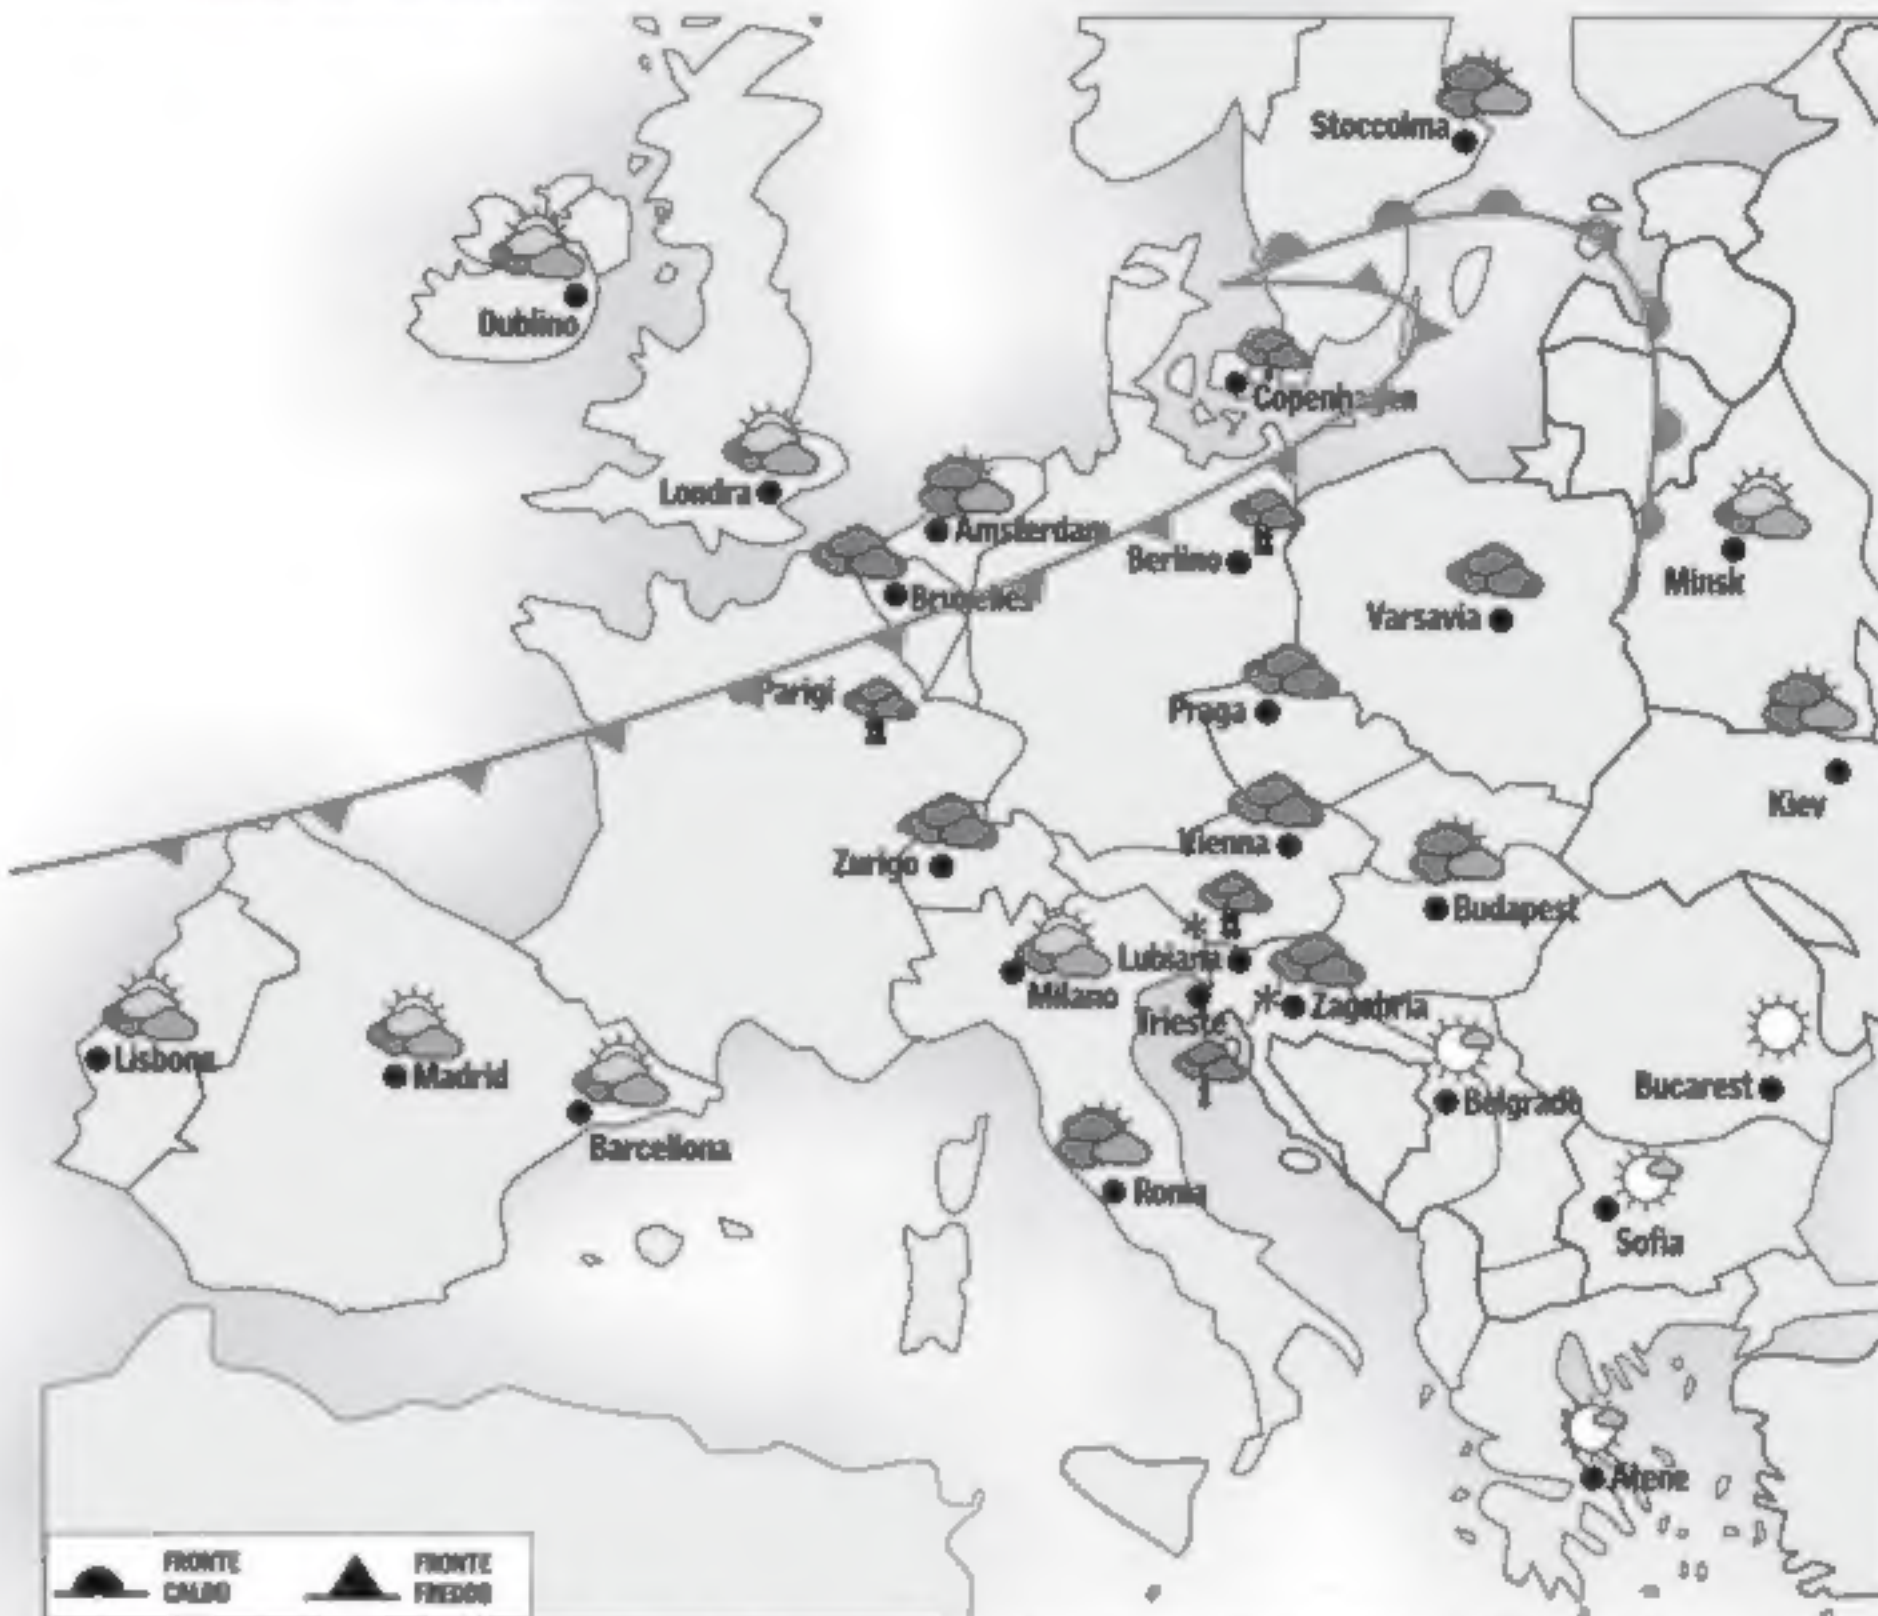 Stoccolma
Dublino
Copenhagen
Londra
Amsterdam
Berlino
Minsk
Bruxelles
Varsavia
Parigi
Praga
Kiev
Vienna
Zurigo
Budapest
Lubiana
Milano
Zagabria
Trieste
Lisbona
Madrid
Belgrado
Bucarest
Barcellona
Roma
Sofia
Atene
FRONTE
CALDO
FRONTE
FREDDO